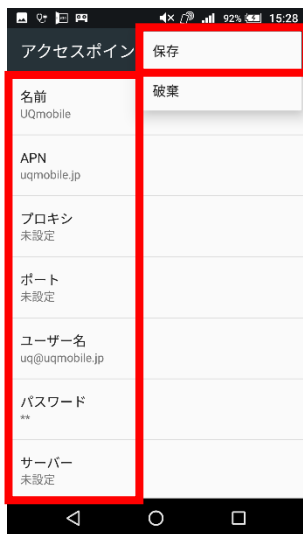 92% 15:28
アクセスポイン
保存
破棄
名前
UQmobile
APN
uqmobile.jp
プロキシ
未設定
ポート
未設定
ユーザー名
uq@uqmobile.jp
パスワード
**
サーバー
未設定